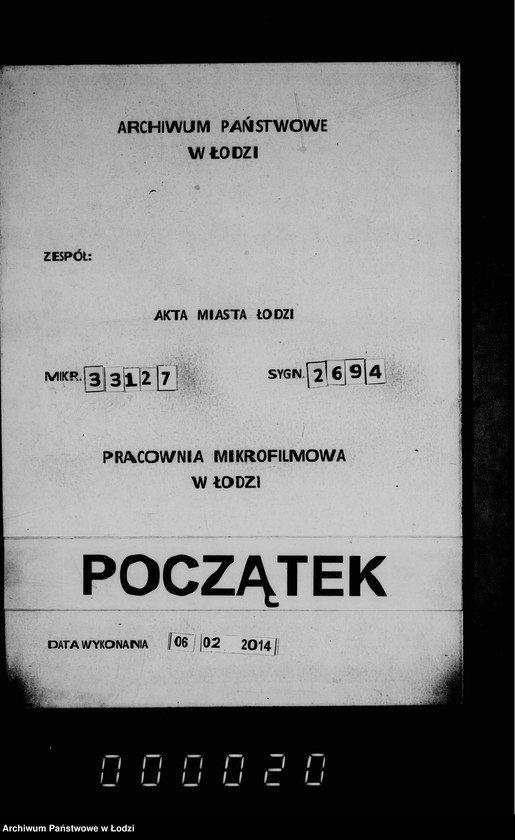 ARCHIWUM PAŃSTWOWE
W ŁODZI
ZESPÓŁ:
AKTA MIASTA ŁODZI
MIKR. 33127 SYGN. 2694
PRACOWNIA MIKROFILMOWA
W ŁODZI
POCZĄTEK
DATA WYKONANIA 06 02 2014
000020
Archiwum Państwowe w Łodzi